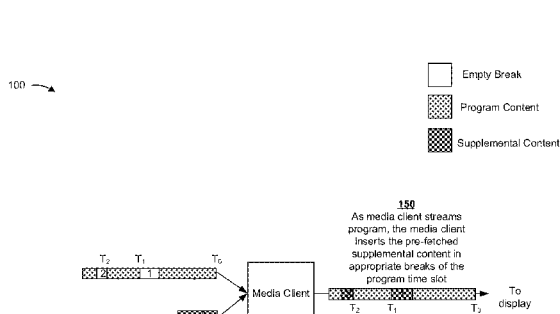 Empty Break
100
Program Content
Supplemental Content
150
As media client streams
program, the media client
inserts the pre-fetched
supplemental content in
appropriate breaks of the
program time slot
T2 T1 T0
2 1
Media Client
To
display
T2 T1 T0